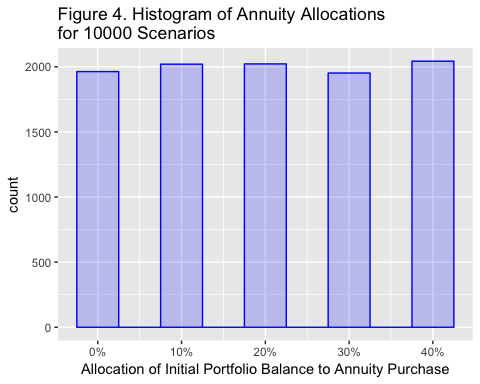 Figure 4. Histogram of Annuity Allocations
for 10000 Scenarios
2000
1500
1000
500
0
count
0% 10% 20% 30% 40%
Allocation of Initial Portfolio Balance to Annuity Purchase